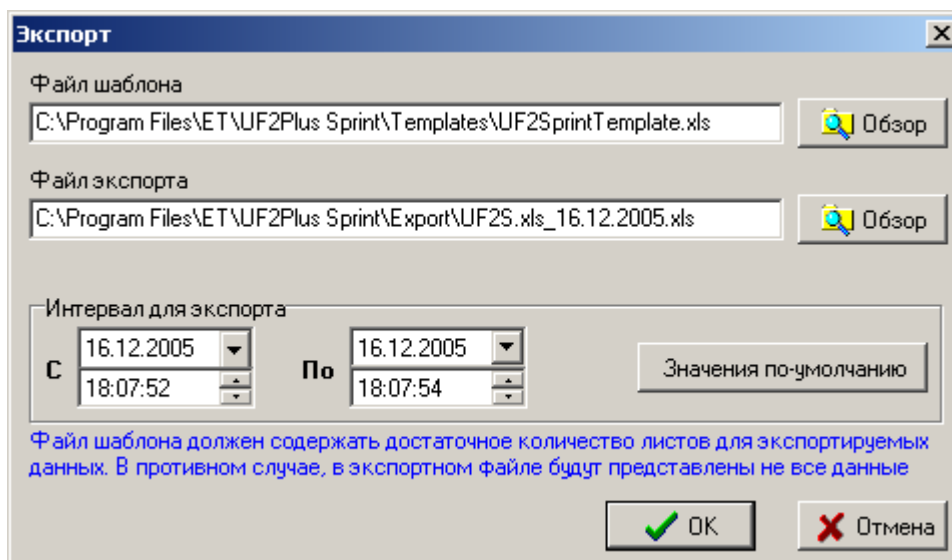 Экспорт
Файл шаблона
C:\Program Files\ET\UF2Plus Sprint\Templates\UF2SprintTemplate.xls
Обзор
Файл экспорта
C:\Program Files\ET\UF2Plus Sprint\Export\UF2S.xls_16.12.2005.xls
Обзор
Интервал для экспорта
С
16.12.2005
18:07:52
По
16.12.2005
18:07:54
Значения по-умолчанию
Файл шаблона должен содержать достаточное количество листов для экспортируемых
данных. В противном случае, в экспортном файле будут представлены не все данные
OK
Отмена